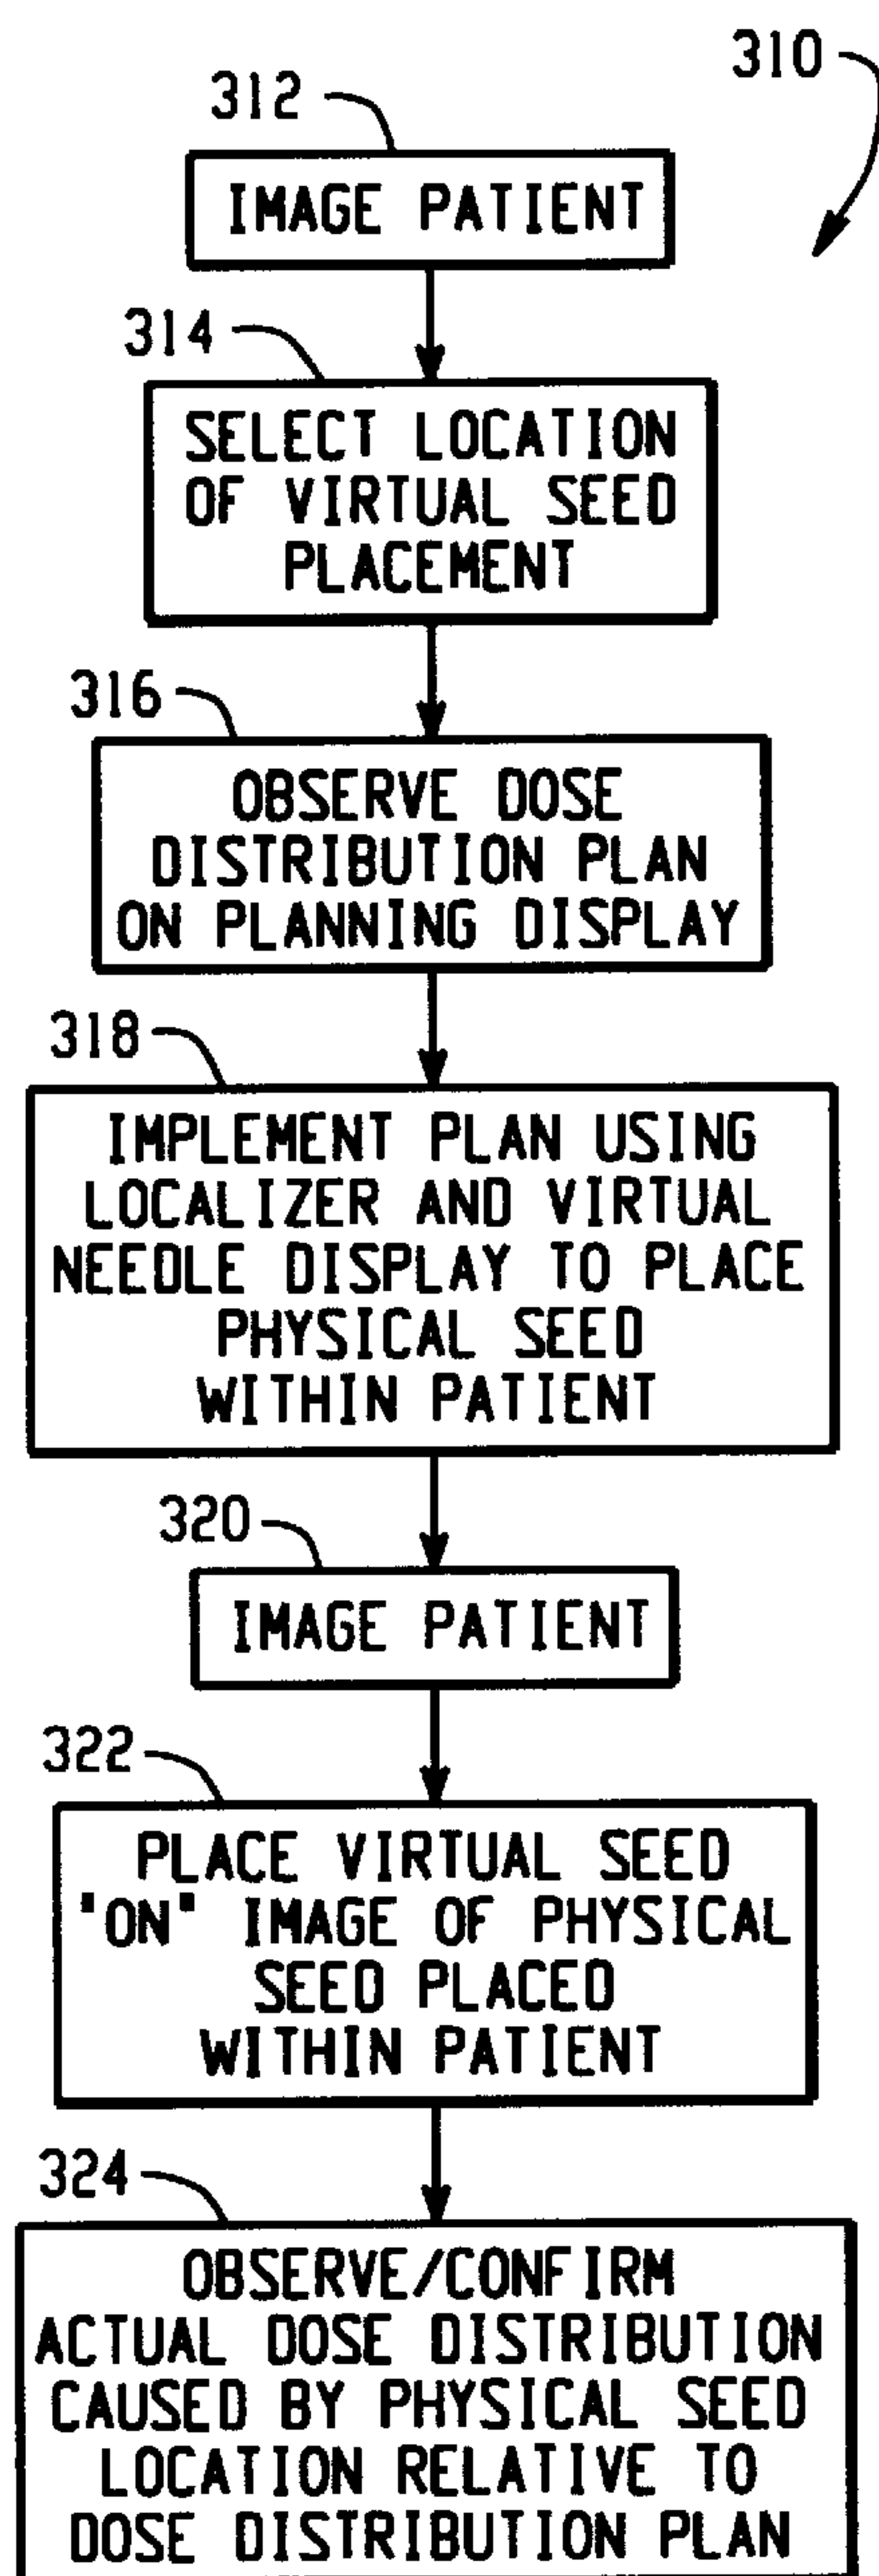 310
312
IMAGE PATIENT
314
SELECT LOCATION
OF VIRTUAL SEED
PLACEMENT
316
OBSERVE DOSE
DISTRIBUTION PLAN
ON PLANNING DISPLAY
318
IMPLEMENT PLAN USING
LOCALIZER AND VIRTUAL
NEEDLE DISPLAY TO PLACE
PHYSICAL SEED
WITHIN PATIENT
320
IMAGE PATIENT
322
PLACE VIRTUAL SEED
"ON" IMAGE OF PHYSICAL
SEED PLACED
WITHIN PATIENT
324
OBSERVE/CONFIRM
ACTUAL DOSE DISTRIBUTION
CAUSED BY PHYSICAL SEED
LOCATION RELATIVE TO
DOSE DISTRIBUTION PLAN